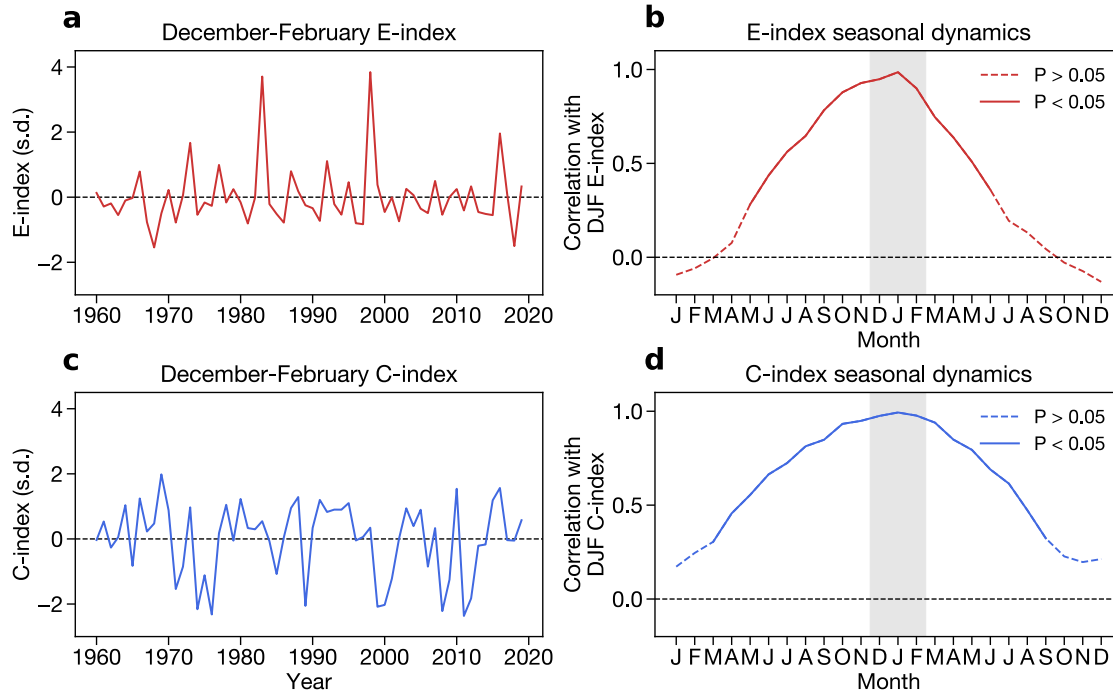 a
December-February E-index
E-index (s.d.)
4
2
0
−2
1960 1970 1980 1990 2000 2010 2020
b
E-index seasonal dynamics
Correlation with
DJF E-index
1.0
0.5
0.0
P > 0.05
P < 0.05
J F M A M J J A S O N D J F M A M J J A S O N D
Month
c
December-February C-index
C-index (s.d.)
4
2
0
−2
1960 1970 1980 1990 2000 2010 2020
Year
d
C-index seasonal dynamics
Correlation with
DJF C-index
1.0
0.5
0.0
P > 0.05
P < 0.05
J F M A M J J A S O N D J F M A M J J A S O N D
Month